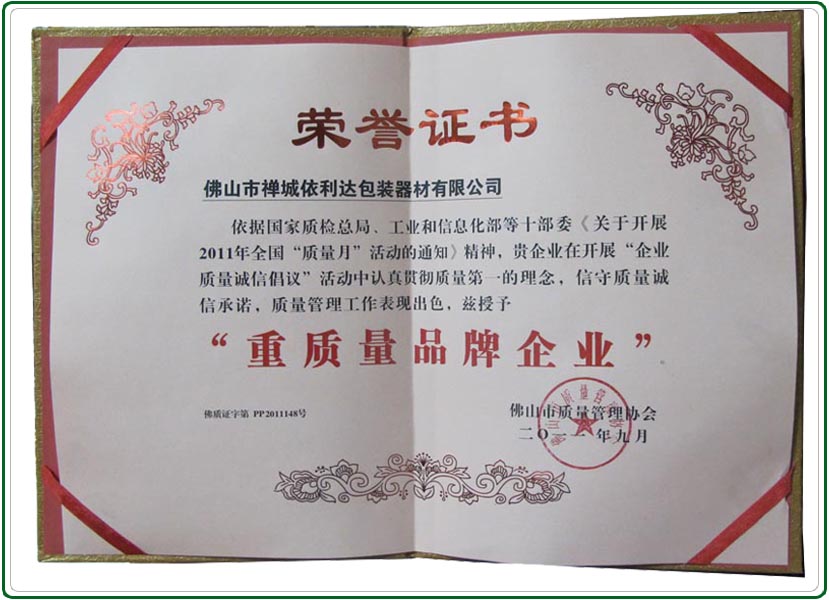 荣誉证书
佛山市禅城依利达包装器材有限公司
依据国家质检总局、工业和信息化部等十部委《关于开展
2011年全国“质量月”活动的通知》精神，贵企业在开展“企业
质量诚信倡议”活动中认真贯彻质量第一的理念，信守质量诚
信承诺，质量管理工作表现出色，兹授予
“重质量品牌企业”
佛质证字第 PP2011148号
佛山市质量管理协会
二〇一一年九月